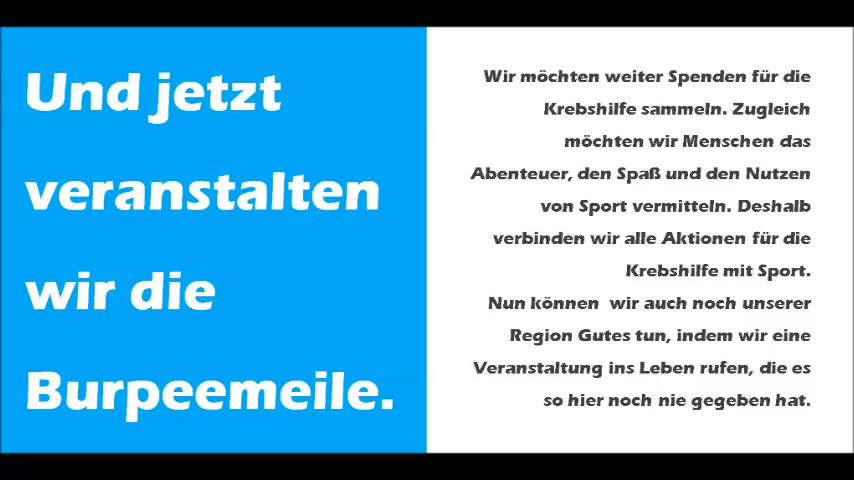 Und jetzt
veranstalten
wir die
Burpeemeile.
Wir möchten weiter Spenden für die
Krebshilfe sammeln. Zugleich
möchten wir Menschen das
Abenteuer, den Spaß und den Nutzen
von Sport vermitteln. Deshalb
verbinden wir alle Aktionen für die
Krebshilfe mit Sport.
Nun können wir auch noch unserer
Region Gutes tun, indem wir eine
Veranstaltung ins Leben rufen, die es
so hier noch nie gegeben hat.